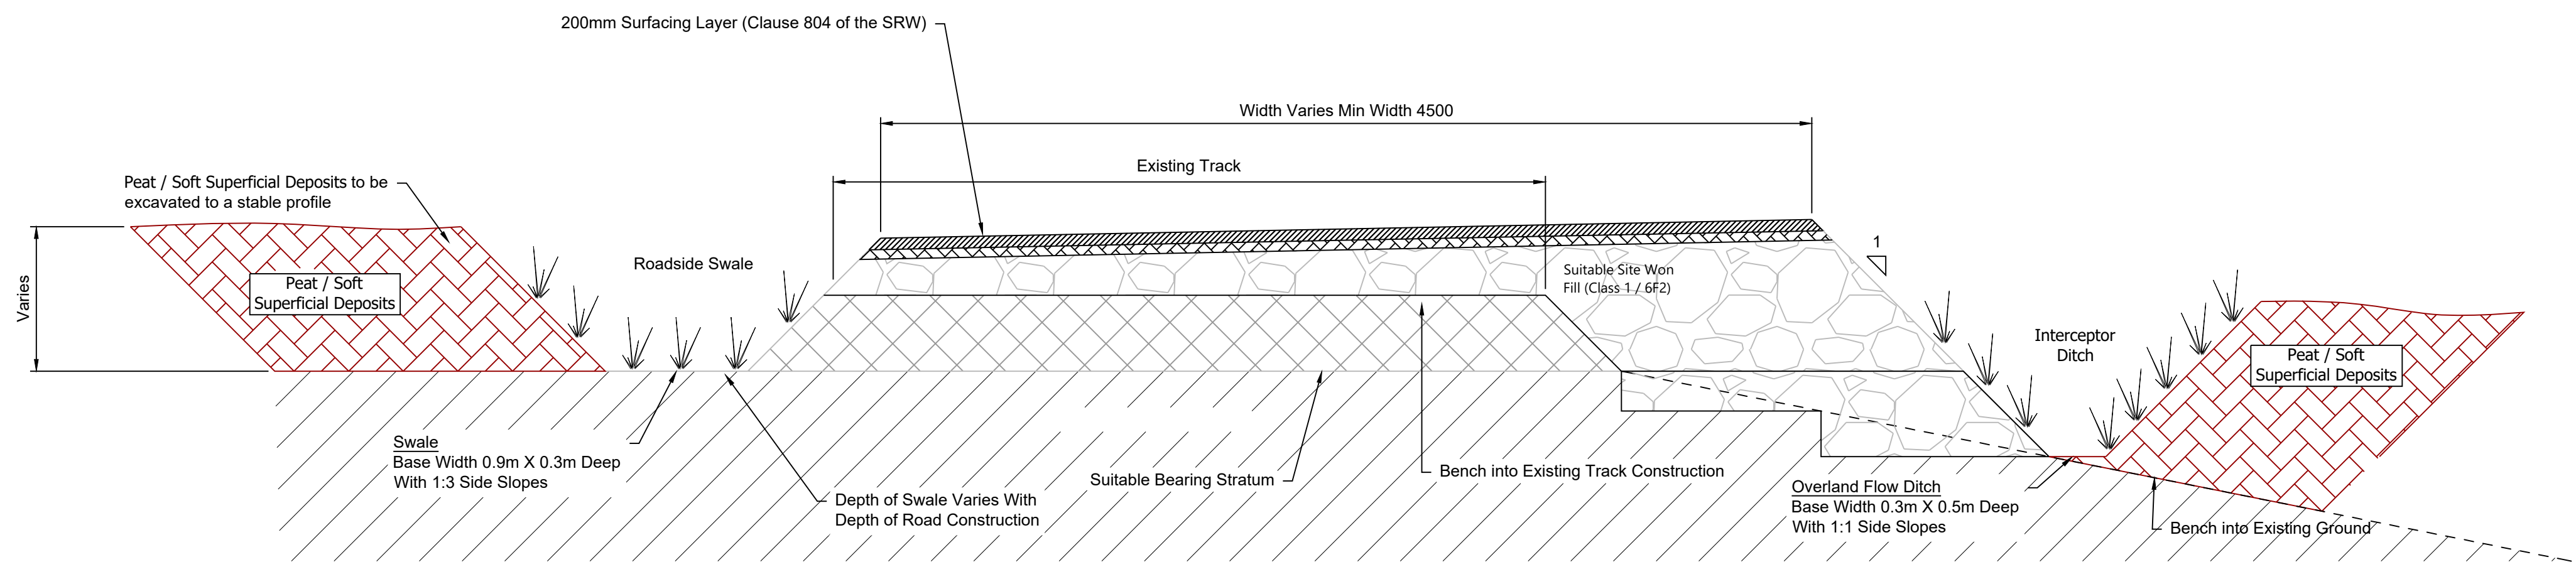 200mm Surfacing Layer (Clause 804 of the SRW)
Width Varies Min Width 4500
Existing Track
Peat / Soft Superficial Deposits to be
excavated to a stable profile
Varies
Peat / Soft
Superficial Deposits
Roadside Swale
Suitable Site Won
Fill (Class 1 / 6F2)
1
Interceptor
Ditch
Peat / Soft
Superficial Deposits
Swale
Base Width 0.9m X 0.3m Deep
With 1:3 Side Slopes
Depth of Swale Varies With
Depth of Road Construction
Suitable Bearing Stratum
Bench into Existing Track Construction
Overland Flow Ditch
Base Width 0.3m X 0.5m Deep
With 1:1 Side Slopes
Bench into Existing Ground